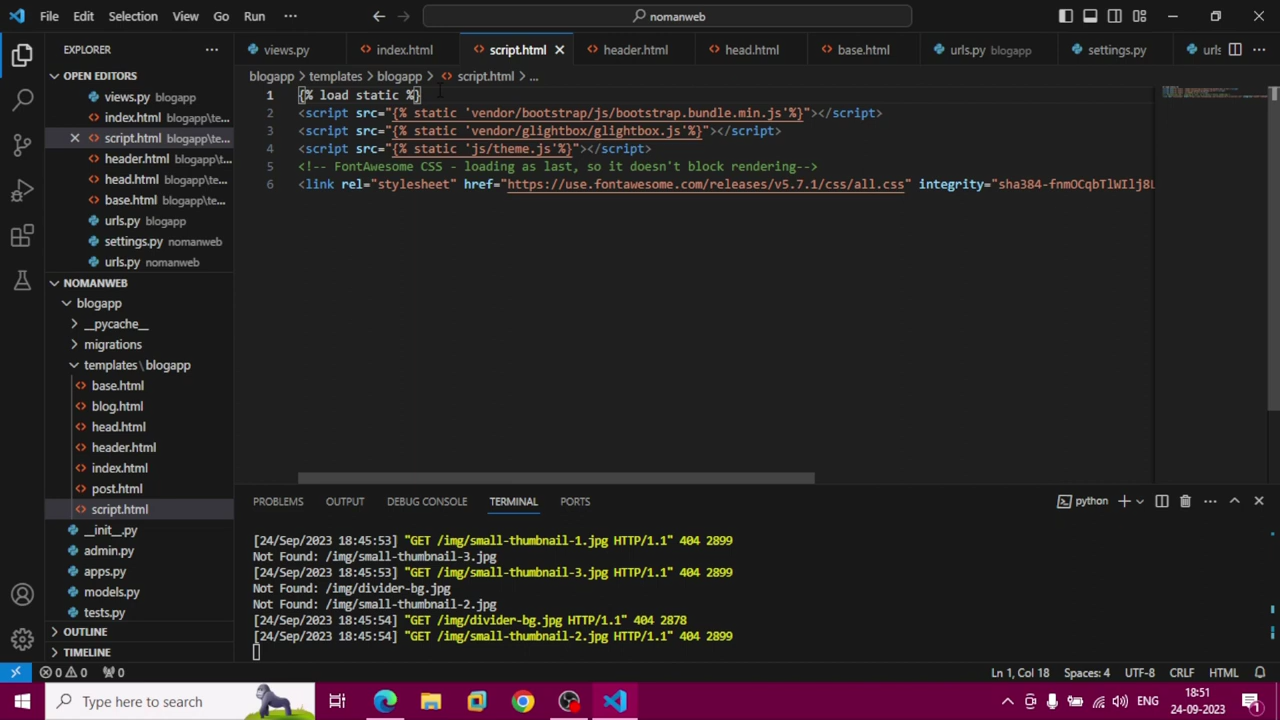 File Edit Selection View Go Run ··· nomanweb
EXPLORER ···
OPEN EDITORS
views.py blogapp
index.html blogapp\te...
script.html blogapp\te...
header.html blogapp\t...
head.html blogapp\te...
base.html blogapp\te...
urls.py blogapp
settings.py nomanweb
urls.py nomanweb
NOMANWEB
blogapp
__pycache__
migrations
templates\blogapp
base.html
blog.html
head.html
header.html
index.html
post.html
script.html
__init__.py
admin.py
apps.py
models.py
tests.py
OUTLINE
TIMELINE
views.py index.html script.html header.html head.html base.html urls.py blogapp settings.py urls ···
blogapp > templates > blogapp > script.html > ...
1 {% load static %}
2 <script src="{% static 'vendor/bootstrap/js/bootstrap.bundle.min.js'%}"></script>
3 <script src="{% static 'vendor/glightbox/glightbox.js'%}"></script>
4 <script src="{% static 'js/theme.js'%}"></script>
5 <!-- FontAwesome CSS - loading as last, so it doesn't block rendering-->
6 <link rel="stylesheet" href="https://use.fontawesome.com/releases/v5.7.1/css/all.css" integrity="sha384-fnmOCqbTlWIlj8L
PROBLEMS OUTPUT DEBUG CONSOLE TERMINAL PORTS python ···
[24/Sep/2023 18:45:53] "GET /img/small-thumbnail-1.jpg HTTP/1.1" 404 2899
Not Found: /img/small-thumbnail-3.jpg
[24/Sep/2023 18:45:53] "GET /img/small-thumbnail-3.jpg HTTP/1.1" 404 2899
Not Found: /img/divider-bg.jpg
Not Found: /img/small-thumbnail-2.jpg
[24/Sep/2023 18:45:54] "GET /img/divider-bg.jpg HTTP/1.1" 404 2878
[24/Sep/2023 18:45:54] "GET /img/small-thumbnail-2.jpg HTTP/1.1" 404 2899
0 0 0 Ln 1, Col 18 Spaces: 4 UTF-8 CRLF HTML
Type here to search ENG 18:51
24-09-2023 1